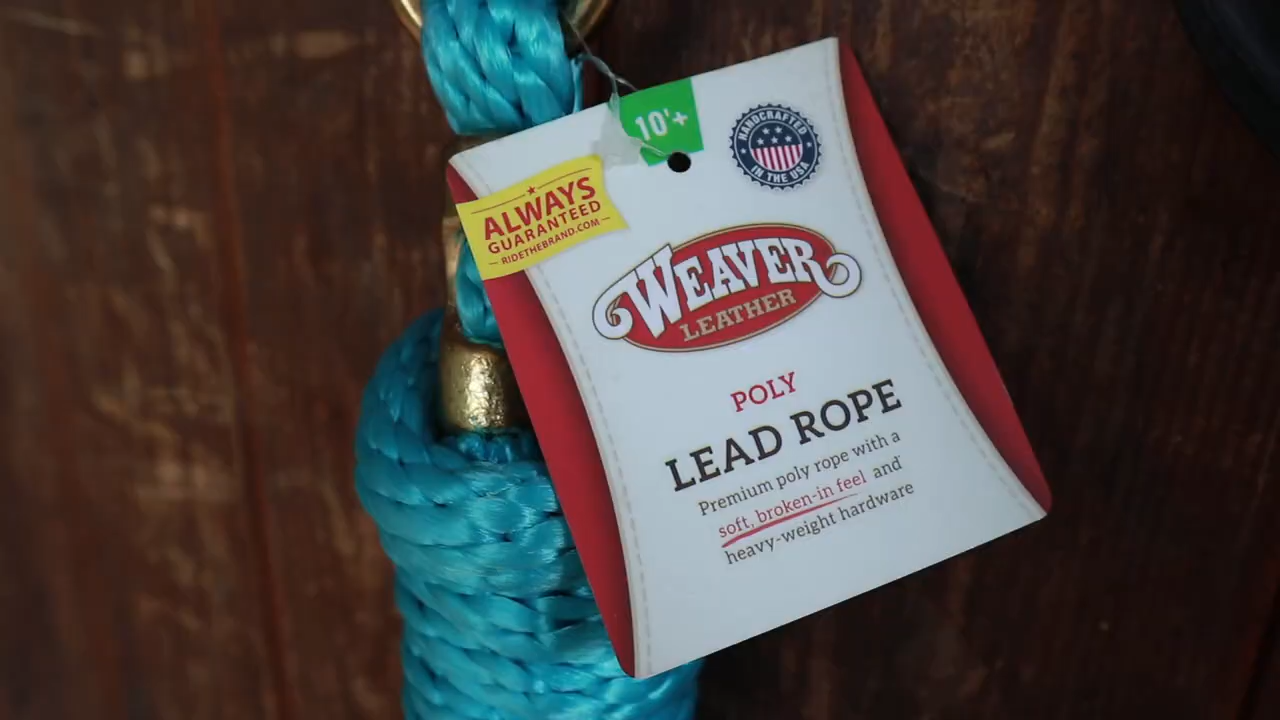 10'+
HANDCRAFTED
IN THE USA
ALWAYS
GUARANTEED
RIDETHEBRAND.COM
WEAVER
LEATHER
POLY
LEAD ROPE
Premium poly rope with a
soft, broken-in feel and
heavy-weight hardware